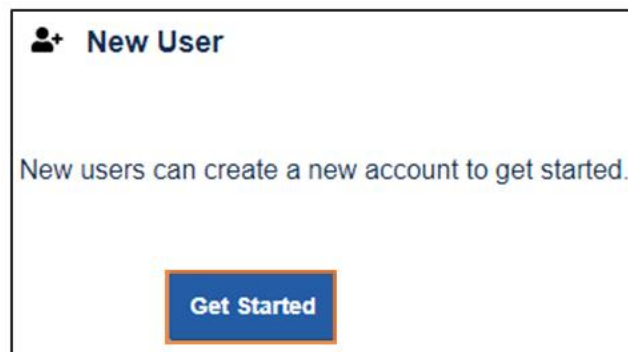 New User
New users can create a new account to get started.
Get Started